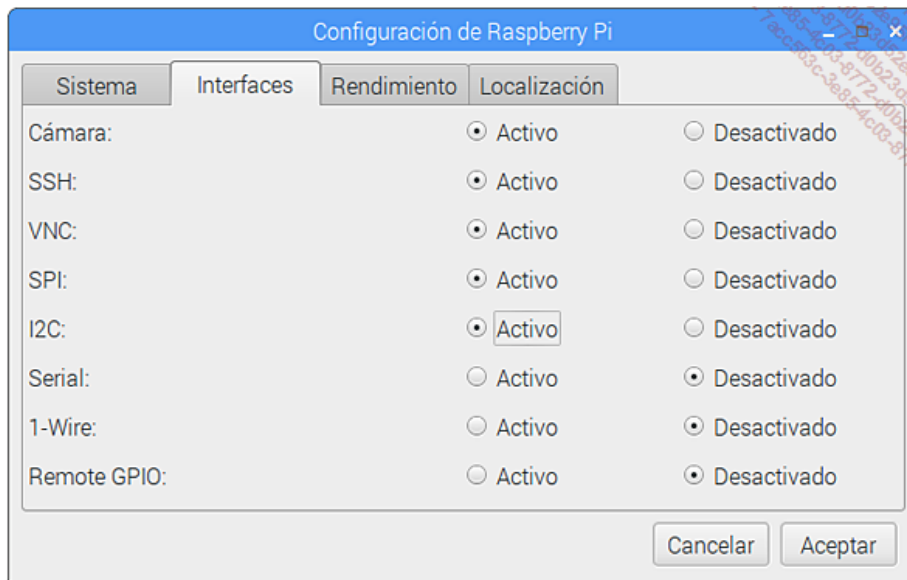 Configuración de Raspberry Pi
Sistema Interfaces Rendimiento Localización
Cámara: Activo Desactivado
SSH: Activo Desactivado
VNC: Activo Desactivado
SPI: Activo Desactivado
I2C: Activo Desactivado
Serial: Activo Desactivado
1-Wire: Activo Desactivado
Remote GPIO: Activo Desactivado
Cancelar Aceptar